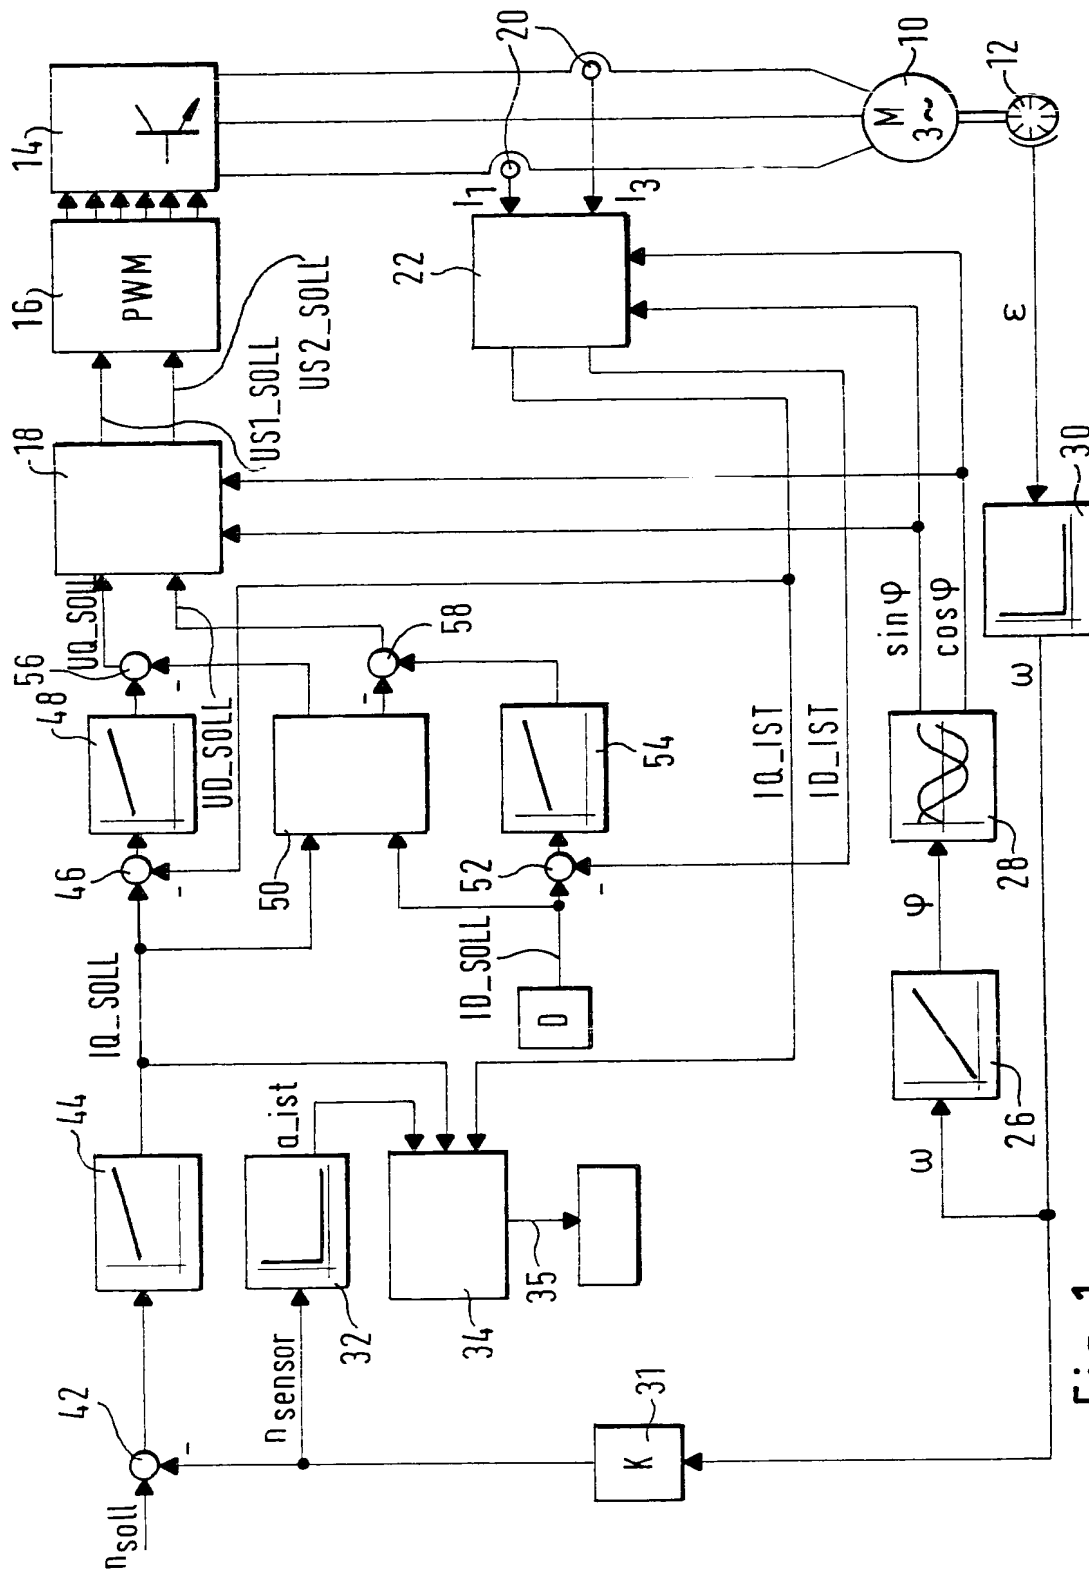 14
16
PWM
18
US1_SOLL
US2_SOLL
20
I1
I3
22
M
3~
10
12
ε
UQ_SOLL
56
48
UD_SOLL
58
46
50
52
54
IQ_SOLL
ID_SOLL
D
IQ_IST
ID_IST
sinφ
cosφ
30
ω
28
φ
26
ω
44
a_ist
32
34
35
42
nsoll
nsensor
K
31
Fig. 1